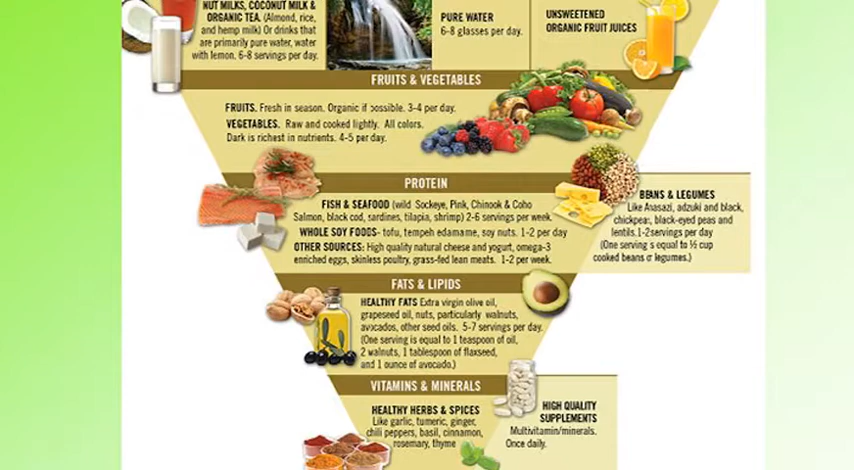 NUT MILKS, COCONUT MILK &
ORGANIC TEA. (Almond, rice,
and hemp milk) Or drinks that
are primarily pure water, water
with lemon. 6-8 servings per day.
PURE WATER
6-8 glasses per day.
UNSWEETENED
ORGANIC FRUIT JUICES
FRUITS & VEGETABLES
FRUITS. Fresh in season. Organic if possible. 3-4 per day.
VEGETABLES. Raw and cooked lightly. All colors.
Dark is richest in nutrients. 4-5 per day.
PROTEIN
FISH & SEAFOOD (wild Sockeye, Pink, Chinook & Coho
Salmon, black cod, sardines, tilapia, shrimp) 2-6 servings per week.
WHOLE SOY FOODS- tofu, tempeh edamame, soy nuts. 1-2 per day
OTHER SOURCES: High quality natural cheese and yogurt, omega-3
enriched eggs, skinless poultry, grass-fed lean meats. 1-2 per week.
BEANS & LEGUMES
Like Anasazi, adzuki and black,
chickpea, black-eyed peas and
lentils.1-2servings per day
(One serving s equal to ½ cup
cooked beans or legumes.)
FATS & LIPIDS
HEALTHY FATS Extra virgin olive oil,
grapeseed oil, nuts, particularly walnuts,
avocados, other seed oils. 5-7 servings per day.
(One serving is equal to 1 teaspoon of oil,
2 walnuts, 1 tablespoon of flaxseed,
and 1 ounce of avocado.)
VITAMINS & MINERALS
HEALTHY HERBS & SPICES
Like garlic, tumeric, ginger,
chili peppers, basil, cinnamon,
rosemary, thyme
HIGH QUALITY
SUPPLEMENTS
Multivitamin/minerals.
Once daily.